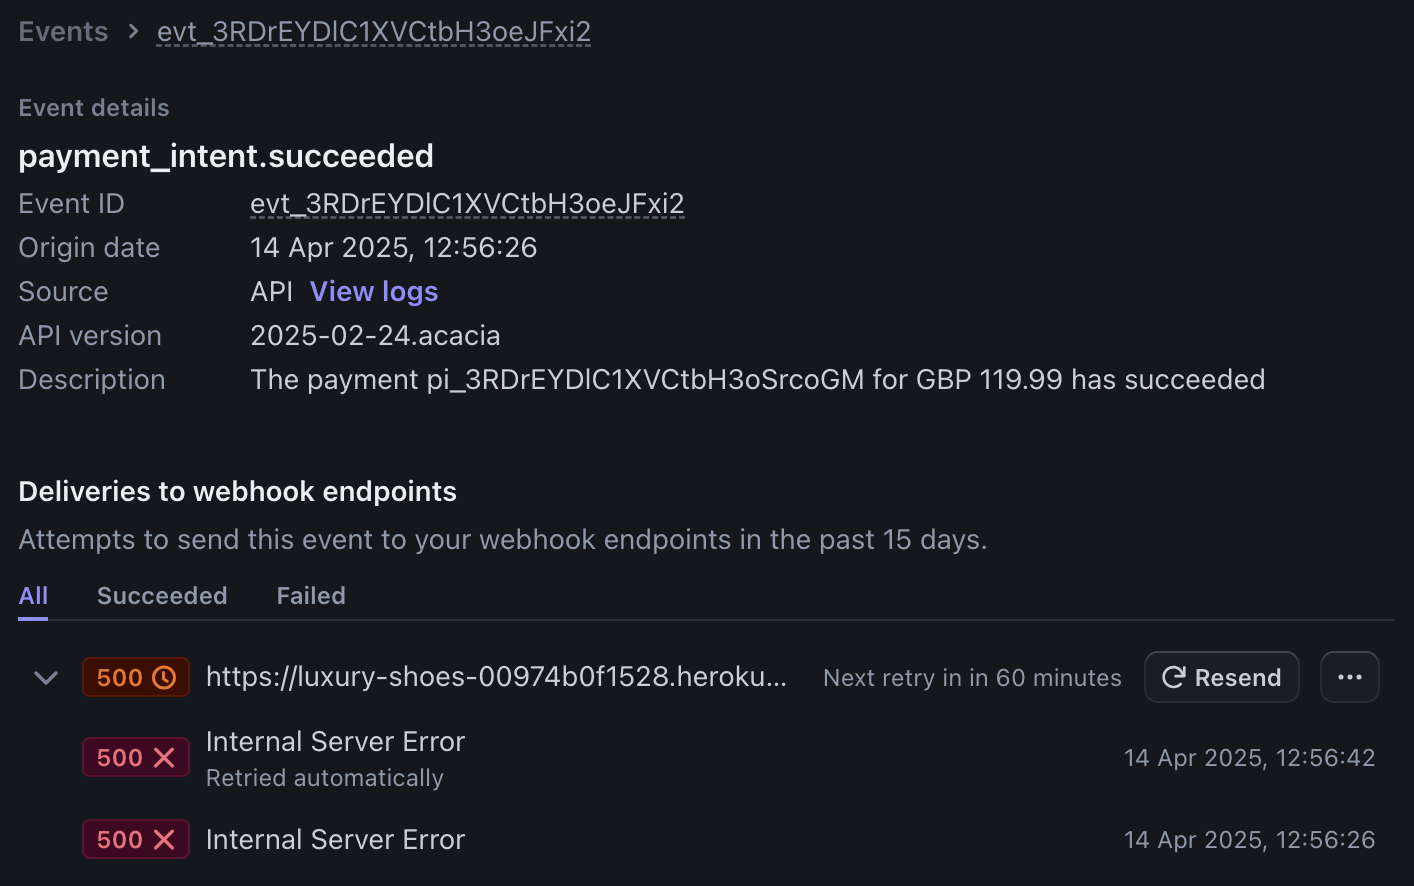 Events > evt_3RDrEYDlC1XVCtbH3oeJFxi2
Event details
payment_intent.succeeded
Event ID evt_3RDrEYDlC1XVCtbH3oeJFxi2
Origin date 14 Apr 2025, 12:56:26
Source API View logs
API version 2025-02-24.acacia
Description The payment pi_3RDrEYDlC1XVCtbH3oSrcoGM for GBP 119.99 has succeeded
Deliveries to webhook endpoints
Attempts to send this event to your webhook endpoints in the past 15 days.
All Succeeded Failed
500 https://luxury-shoes-00974b0f1528.heroku... Next retry in in 60 minutes Resend ...
500 Internal Server Error 14 Apr 2025, 12:56:42
Retried automatically
500 Internal Server Error 14 Apr 2025, 12:56:26